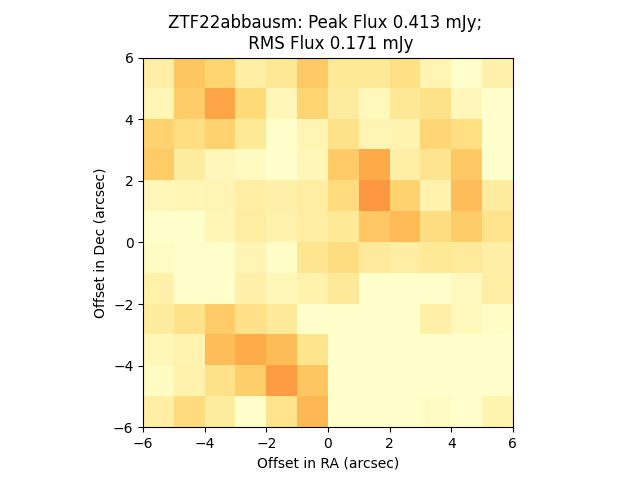 ZTF22abbausm: Peak Flux 0.413 mJy;
RMS Flux 0.171 mJy
6
4
2
0
−2
−4
−6
Offset in Dec (arcsec)
−6 −4 −2 0 2 4 6
Offset in RA (arcsec)